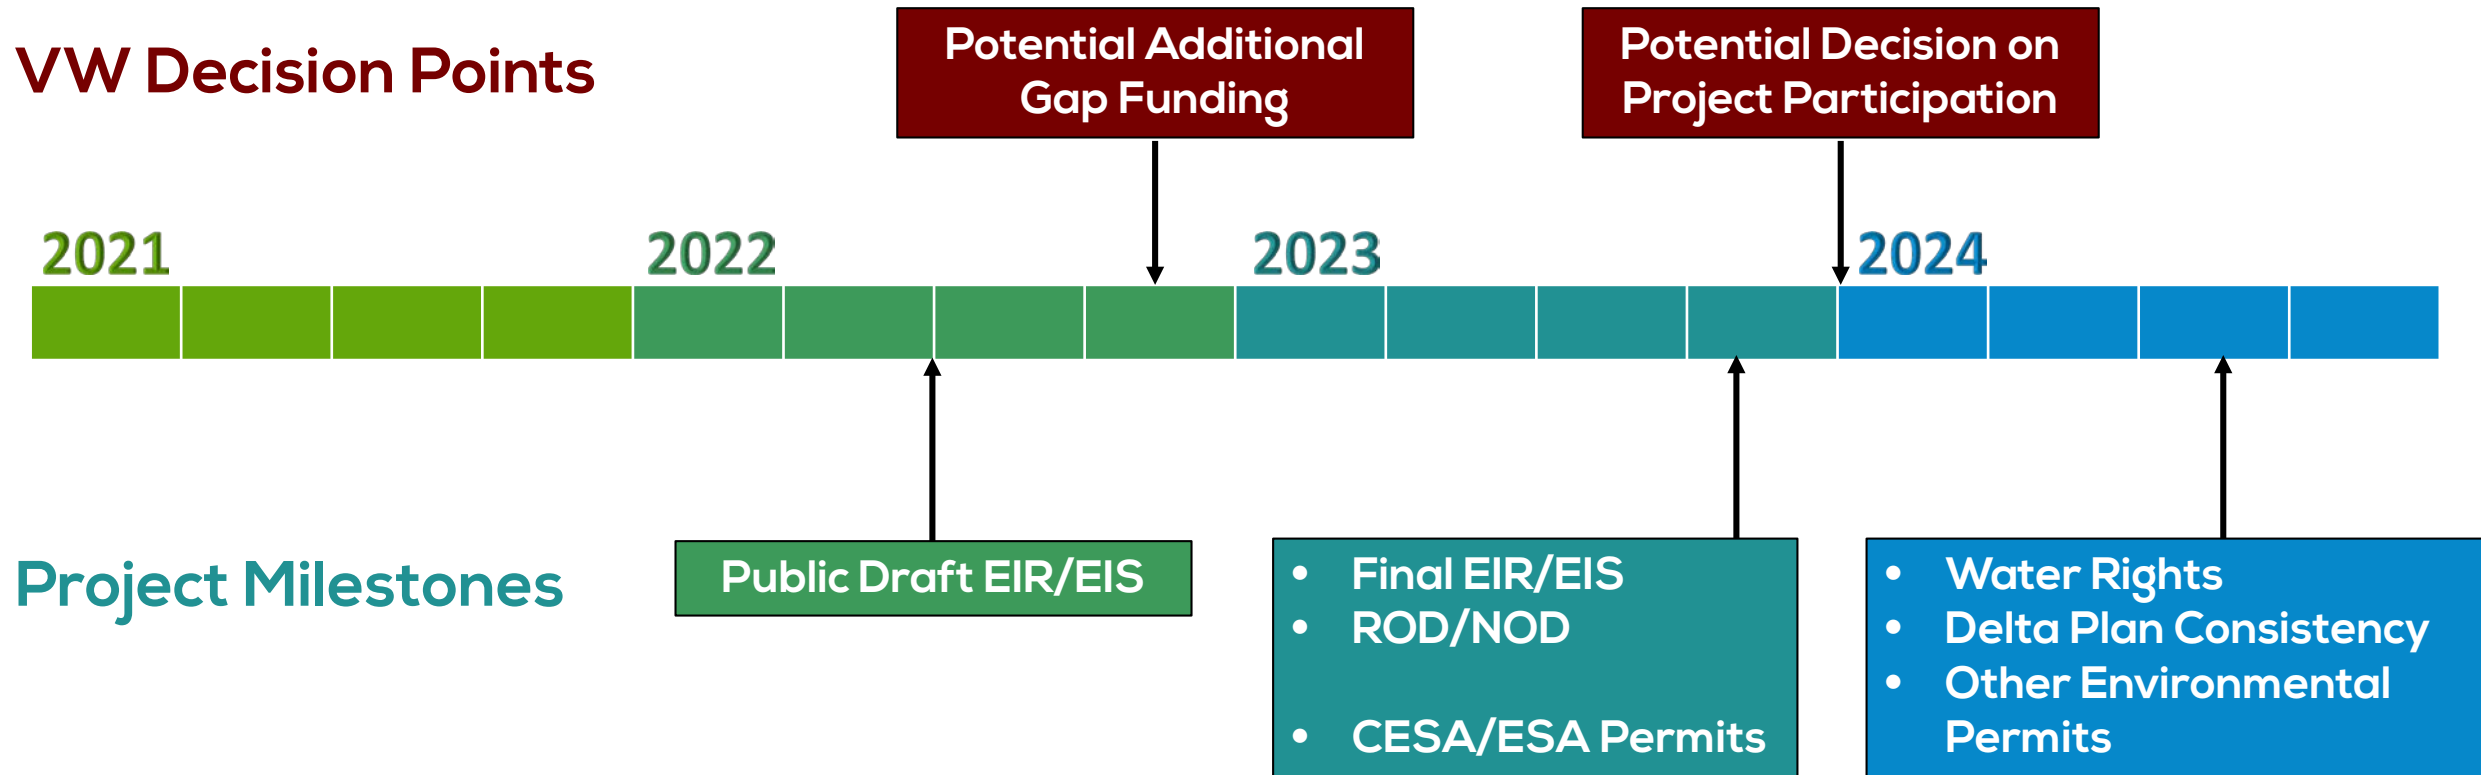 VW Decision Points
Potential Additional
Gap Funding
Potential Decision on
Project Participation
2021
2022
2023
2024
Project Milestones
Public Draft EIR/EIS
• Final EIR/EIS
• ROD/NOD
• CESA/ESA Permits
• Water Rights
• Delta Plan Consistency
• Other Environmental
Permits